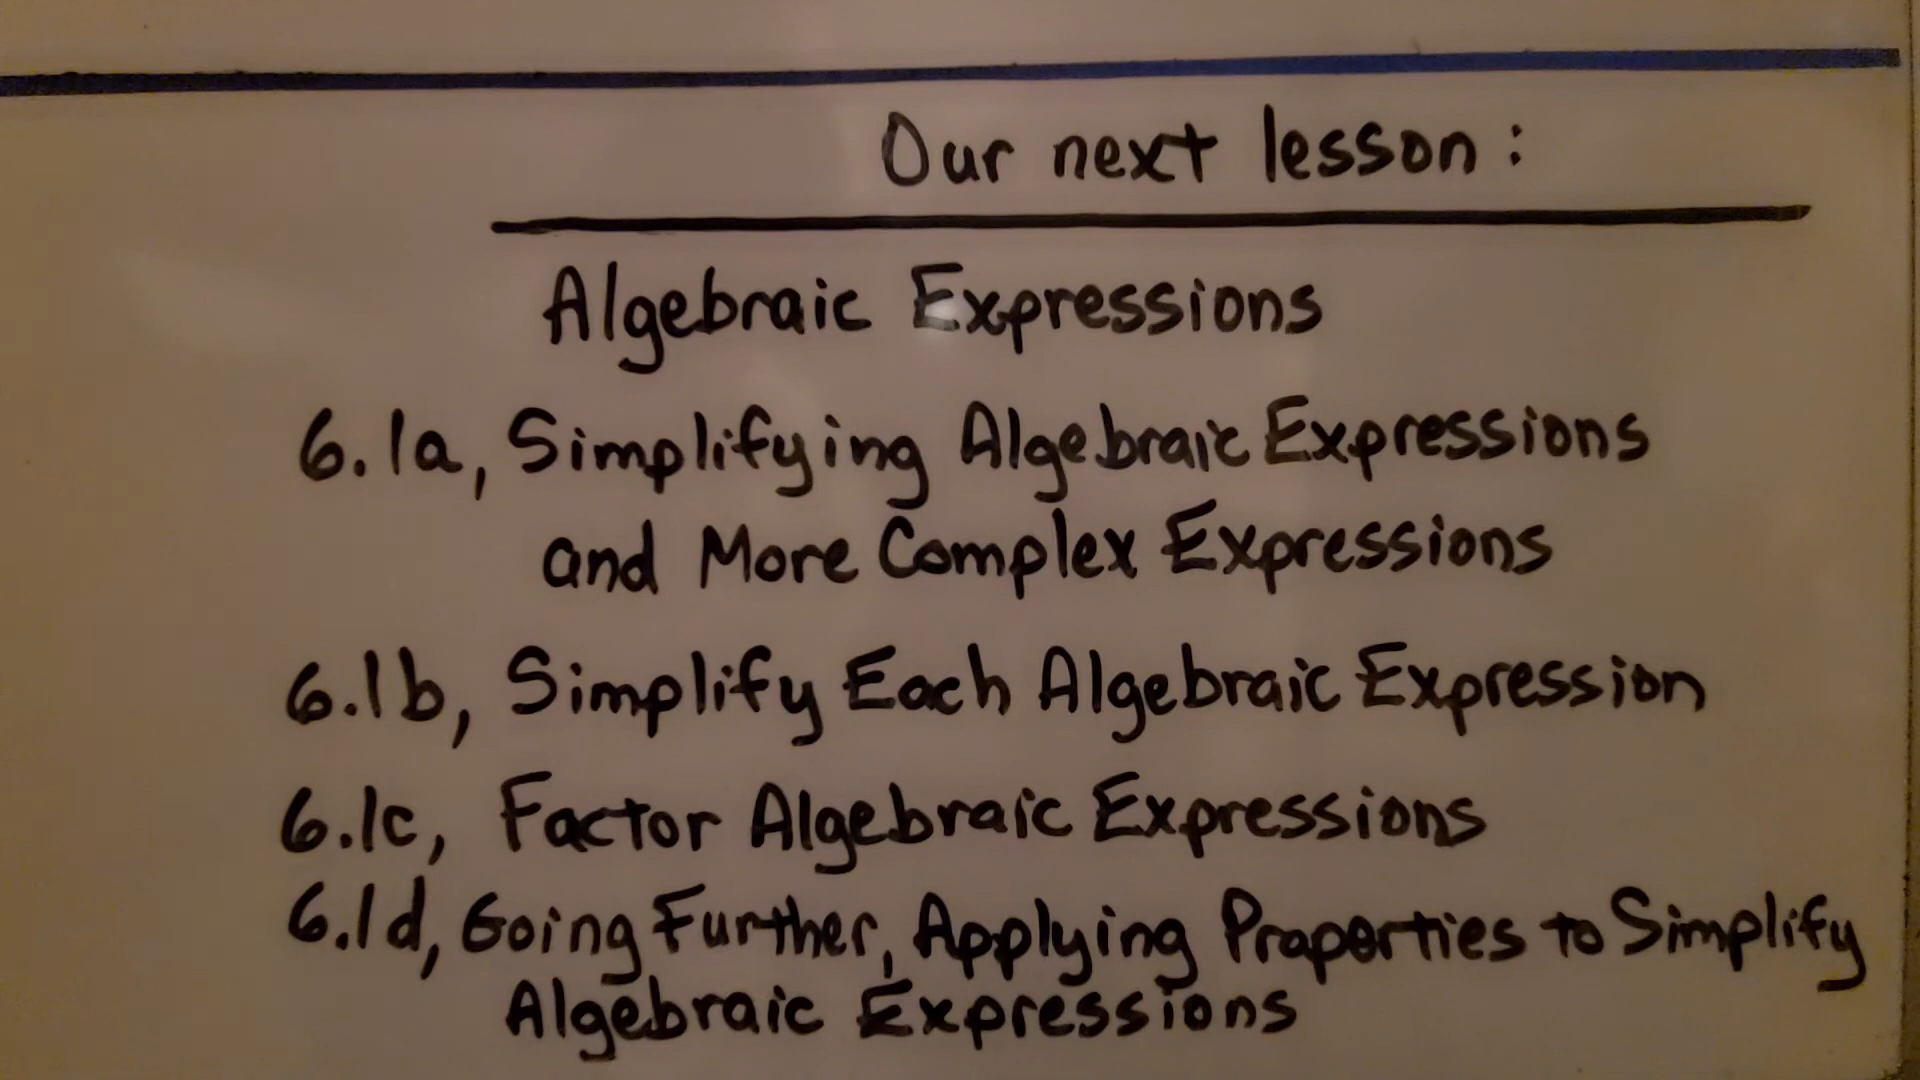 Our next lesson:
Algebraic Expressions
6.1a, Simplifying Algebraic Expressions
and More Complex Expressions
6.1b, Simplify Each Algebraic Expression
6.1c, Factor Algebraic Expressions
6.1d, Going Further, Applying Properties to Simplify
Algebraic Expressions